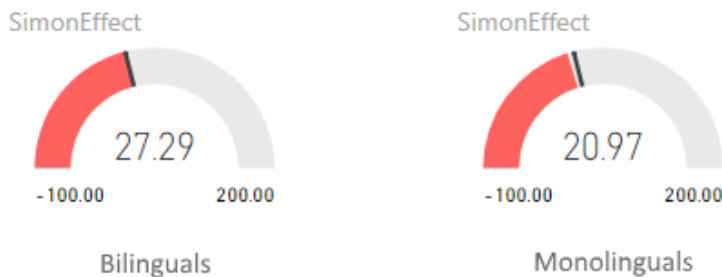 SimonEffect
27.29
-100.00 200.00
Bilinguals
SimonEffect
20.97
-100.00 200.00
Monolinguals